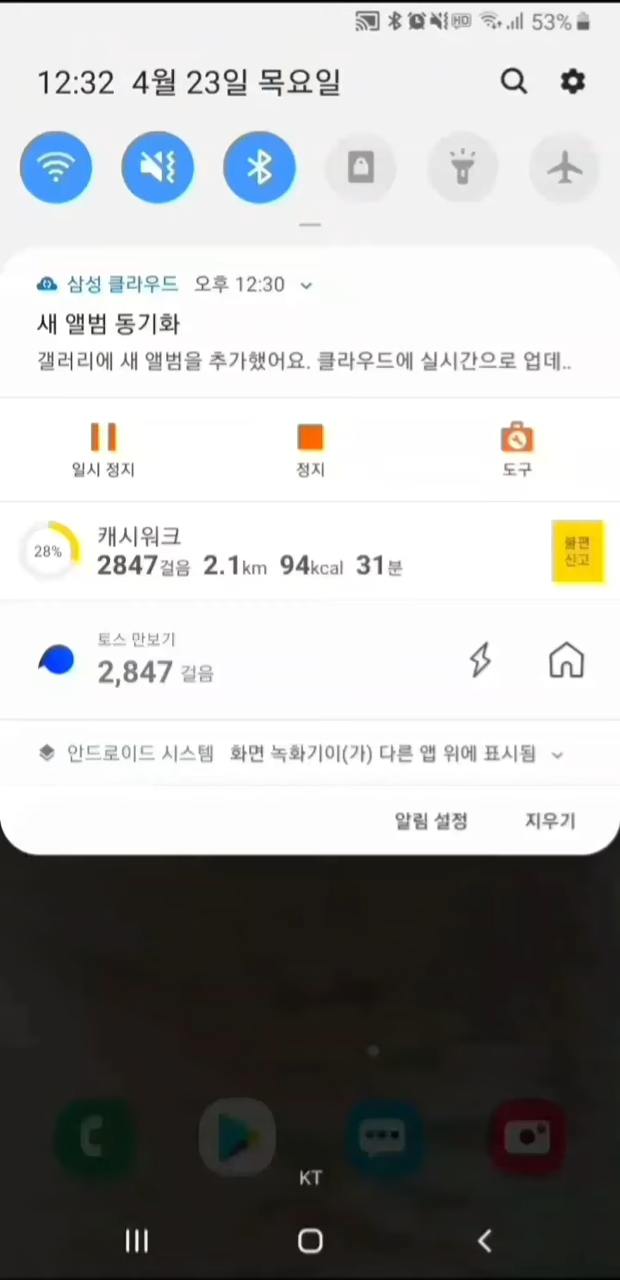 HD 53%
12:32 4월 23일 목요일
삼성 클라우드 오후 12:30
새 앨범 동기화
갤러리에 새 앨범을 추가했어요. 클라우드에 실시간으로 업데..
일시 정지
정지
도구
28%
캐시워크
2847걸음 2.1km 94kcal 31분
불편
신고
토스 만보기
2,847 걸음
안드로이드 시스템 화면 녹화기이(가) 다른 앱 위에 표시됨
알림 설정 지우기
KT